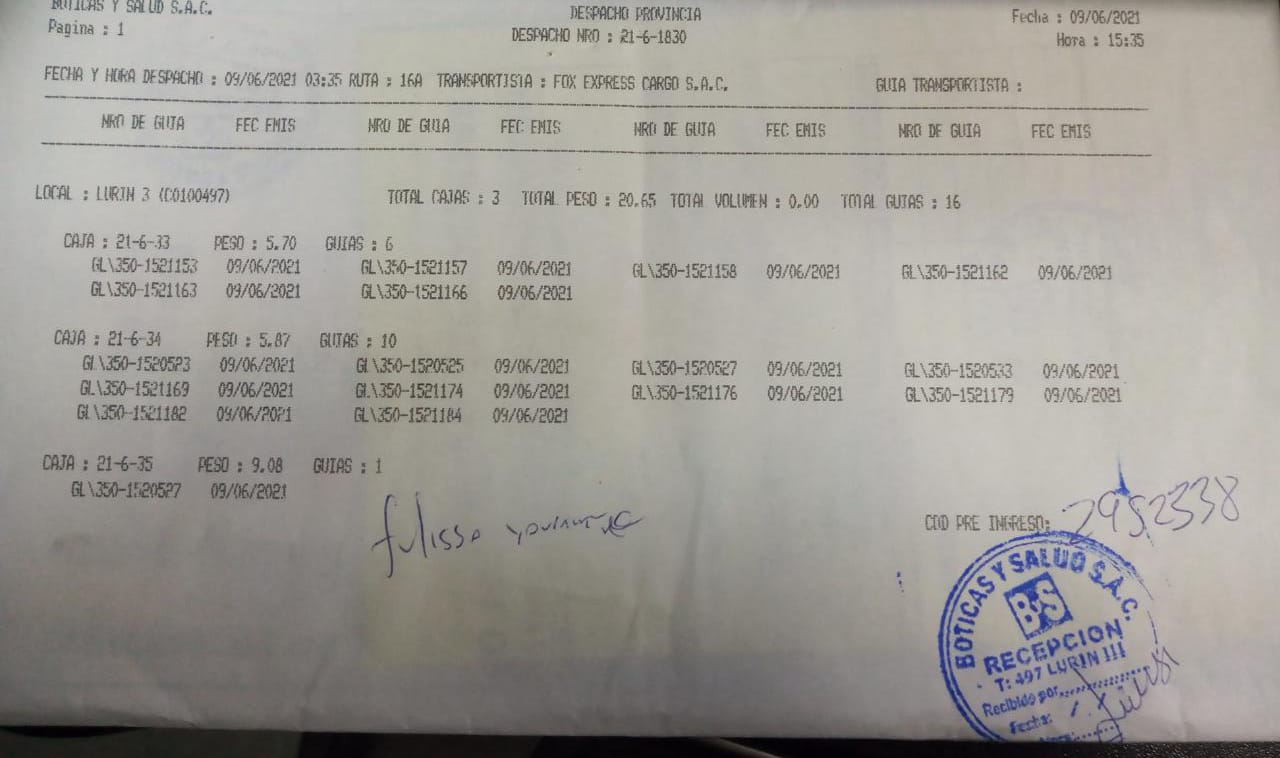 BOTICAS Y SALUD S.A.C. DESPACHO PROVINCIA Fecha : 09/06/2021
Pagina : 1 DESPACHO NRO : 21-6-1830 Hora : 15:35
FECHA Y HORA DESPACHO : 09/06/2021 03:35 RUTA : 16A TRANSPORTISTA : FOX EXPRESS CARGO S.A.C. GUIA TRANSPORTISTA :
NRO DE GUIA FEC EMIS NRO DE GUIA FEC EMIS NRO DE GUIA FEC EMIS NRO DE GUIA FEC EMIS
LOCAL : LURIN 3 (C0100497) TOTAL CAJAS : 3 TOTAL PESO : 20.65 TOTAL VOLUMEN : 0.00 TOTAL GUIAS : 16
CAJA : 21-6-33 PESO : 5.70 GUIAS : 6
GL\350-1521153 09/06/2021 GL\350-1521157 09/06/2021 GL\350-1521158 09/06/2021 GL\350-1521162 09/06/2021
GL\350-1521163 09/06/2021 GL\350-1521166 09/06/2021
CAJA : 21-6-34 PESO : 5.87 GUIAS : 10
GL\350-1520523 09/06/2021 GL\350-1520525 09/06/2021 GL\350-1520527 09/06/2021 GL\350-1520533 09/06/2021
GL\350-1521169 09/06/2021 GL\350-1521174 09/06/2021 GL\350-1521176 09/06/2021 GL\350-1521179 09/06/2021
GL\350-1521182 09/06/2021 GL\350-1521184 09/06/2021
CAJA : 21-6-35 PESO : 9.08 GUIAS : 1
GL\350-1520527 09/06/2021
COD PRE INGRESO: 2952338
BOTICAS Y SALUD S.A.C.
B+S
RECEPCION
T: 497 LURIN III
Recibido por
Fecha: